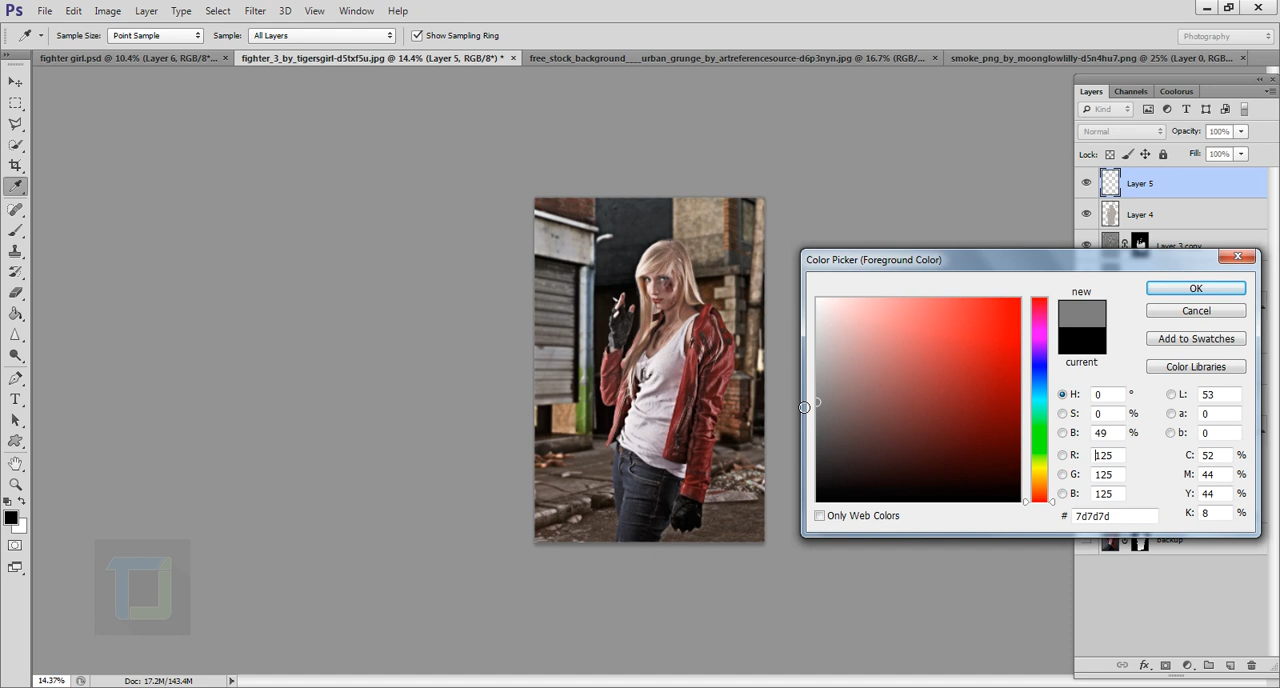 Ps File Edit Image Layer Type Select Filter 3D View Window Help
Sample Size: Point Sample Sample: All Layers Show Sampling Ring Photography
fighter girl.psd @ 10.4% (Layer 6, RGB/8*... × fighter_3_by_tigersgirl-d5txf5u.jpg @ 14.4% (Layer 5, RGB/8*) * × free_stock_background___urban_grunge_by_artreferencesource-d6p3nyn.jpg @ 16.7% (RGB/... × smoke_png_by_moonglowlilly-d5n4hu7.png @ 25% (Layer 0, RGB/8... ×
Layers Channels Coolorus
Kind
Normal Opacity: 100%
Lock: Fill: 100%
Layer 5
Layer 4
Layer 3 copy
Color Picker (Foreground Color)
new
current
OK
Cancel
Add to Swatches
Color Libraries
H: 0 ° L: 53
S: 0 % a: 0
B: 49 % b: 0
R: 125 C: 52 %
G: 125 M: 44 %
B: 125 Y: 44 %
# 7d7d7d K: 8 %
Only Web Colors
backup
14.37% Doc: 17.2M/143.4M